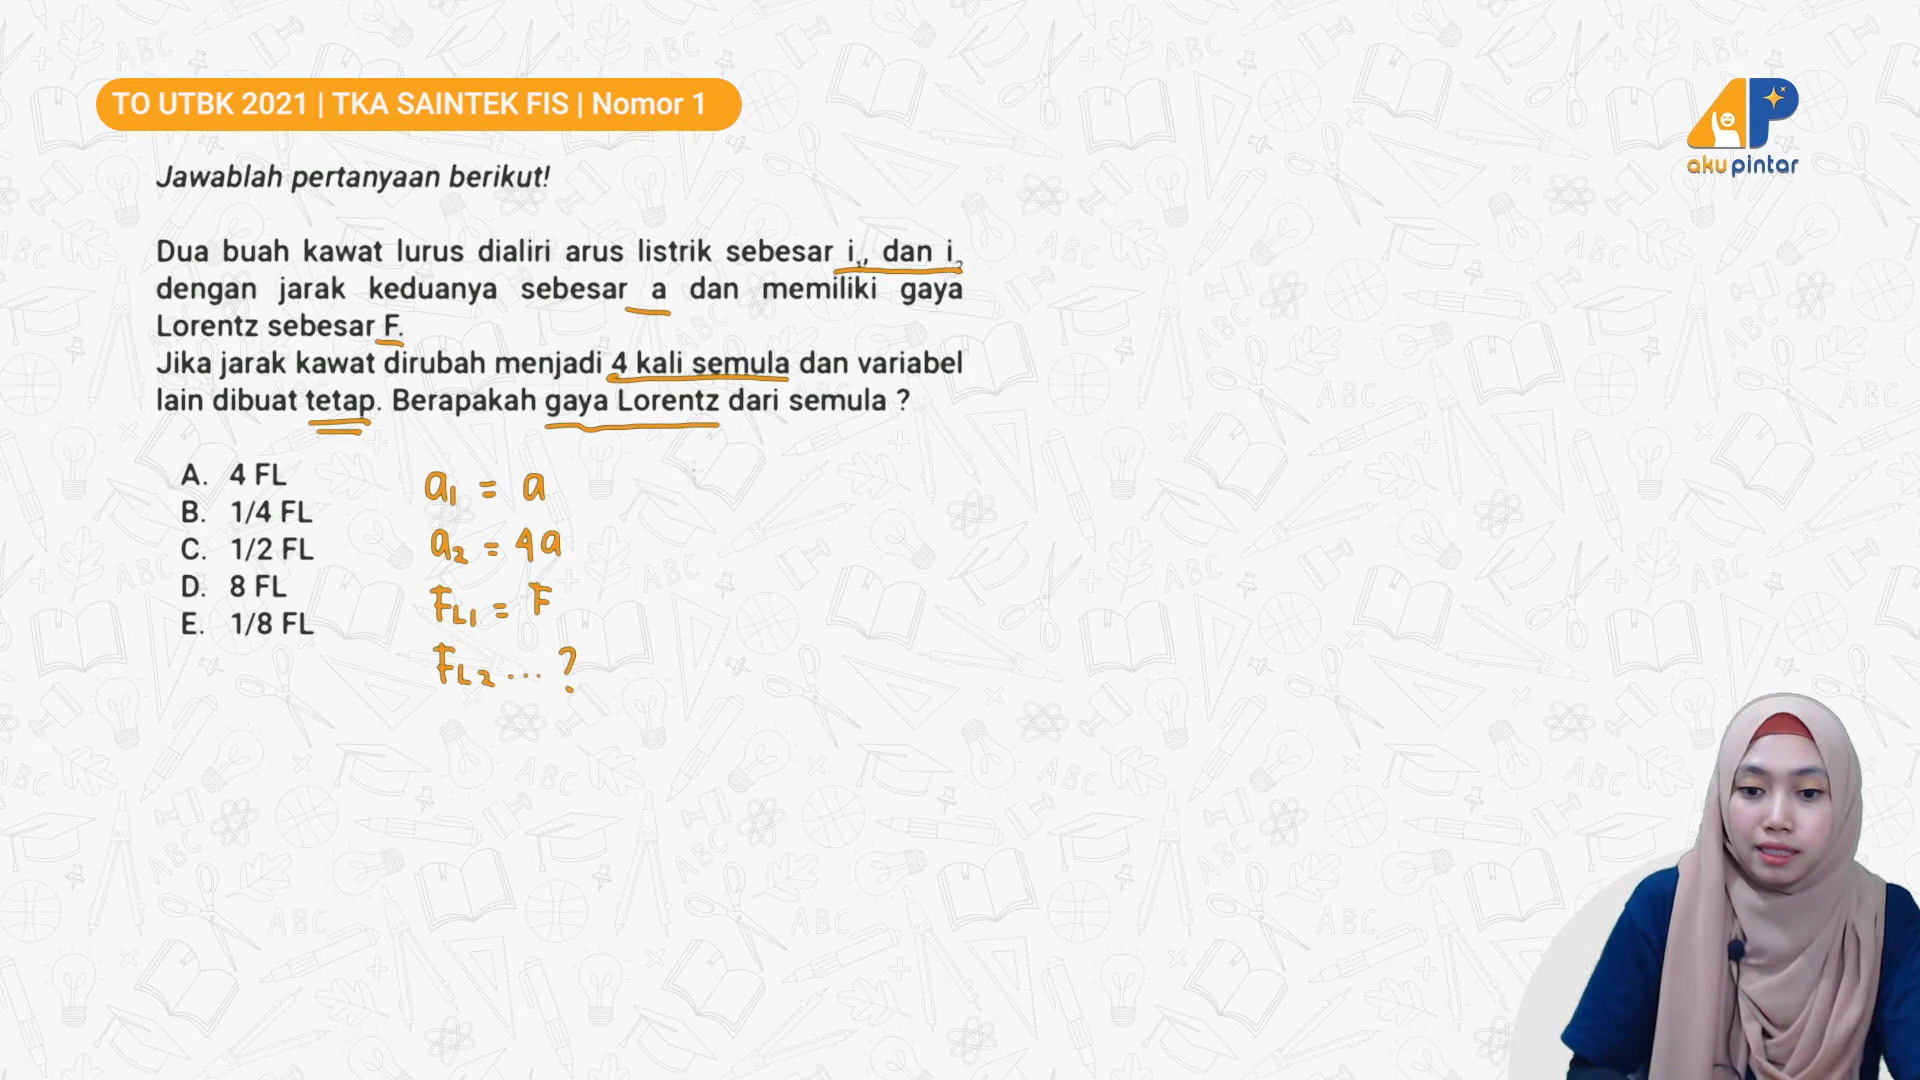 TO UTBK 2021 | TKA SAINTEK FIS | Nomor 1
aku pintar
Jawablah pertanyaan berikut!
Dua buah kawat lurus dialiri arus listrik sebesar i₁, dan i₂
dengan jarak keduanya sebesar a dan memiliki gaya
Lorentz sebesar F.
Jika jarak kawat dirubah menjadi 4 kali semula dan variabel
lain dibuat tetap. Berapakah gaya Lorentz dari semula ?
A. 4 FL
B. 1/4 FL
C. 1/2 FL
D. 8 FL
E. 1/8 FL
a₁ = a
a₂ = 4a
FL1 = F
FL2 ... ?